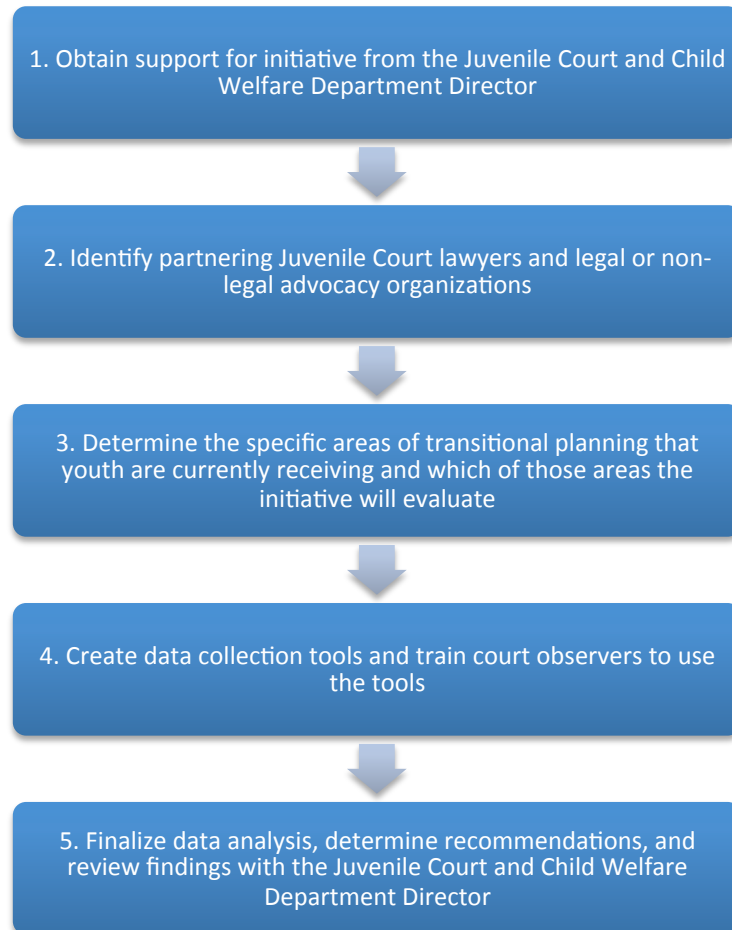 1. Obtain support for initiative from the Juvenile Court and Child
Welfare Department Director
2. Identify partnering Juvenile Court lawyers and legal or non-
legal advocacy organizations
3. Determine the specific areas of transitional planning that
youth are currently receiving and which of those areas the
initiative will evaluate
4. Create data collection tools and train court observers to use
the tools
5. Finalize data analysis, determine recommendations, and
review findings with the Juvenile Court and Child Welfare
Department Director